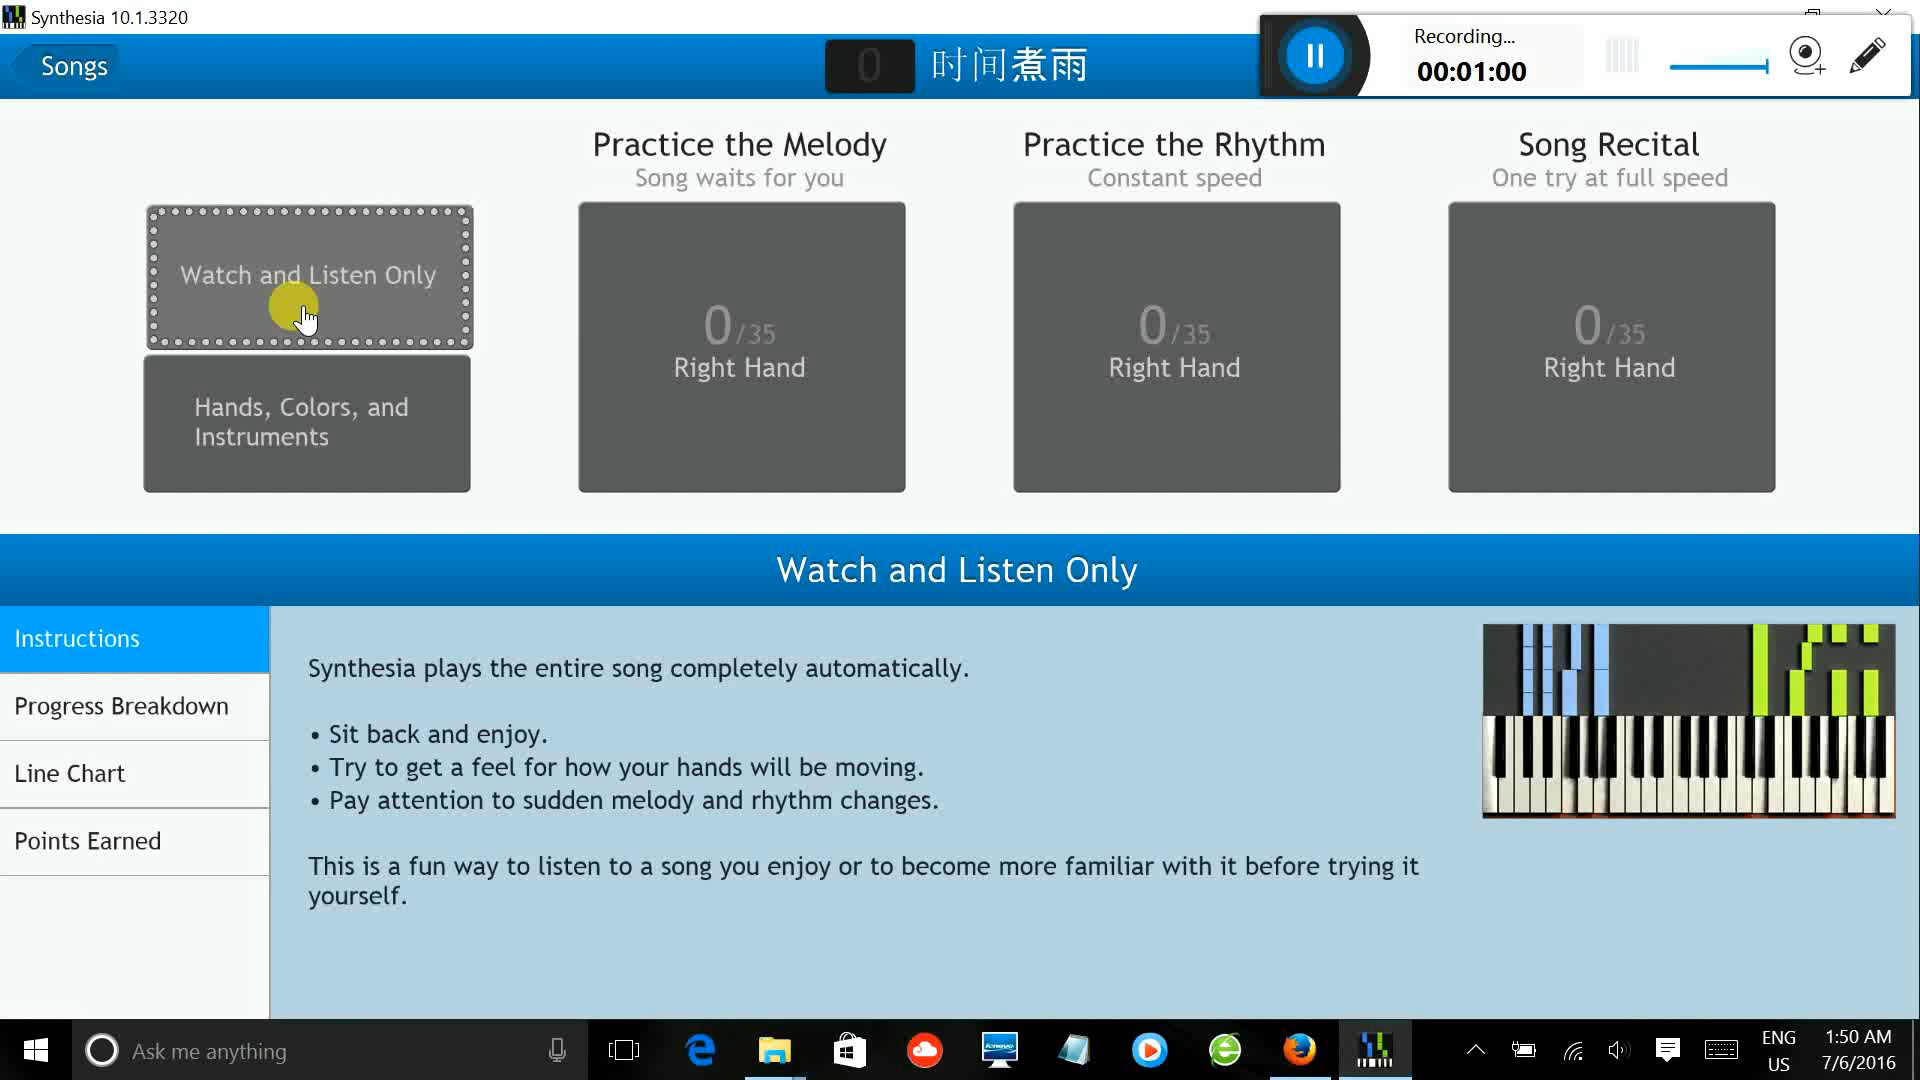 Synthesia 10.1.3320
Songs
0
时间煮雨
Recording...
00:01:00
Practice the Melody
Song waits for you
Practice the Rhythm
Constant speed
Song Recital
One try at full speed
Watch and Listen Only
Hands, Colors, and
Instruments
0/35
Right Hand
0/35
Right Hand
0/35
Right Hand
Watch and Listen Only
Instructions
Progress Breakdown
Line Chart
Points Earned
Synthesia plays the entire song completely automatically.
• Sit back and enjoy.
• Try to get a feel for how your hands will be moving.
• Pay attention to sudden melody and rhythm changes.
This is a fun way to listen to a song you enjoy or to become more familiar with it before trying it
yourself.
Ask me anything
lenovo
ENG
US
1:50 AM
7/6/2016